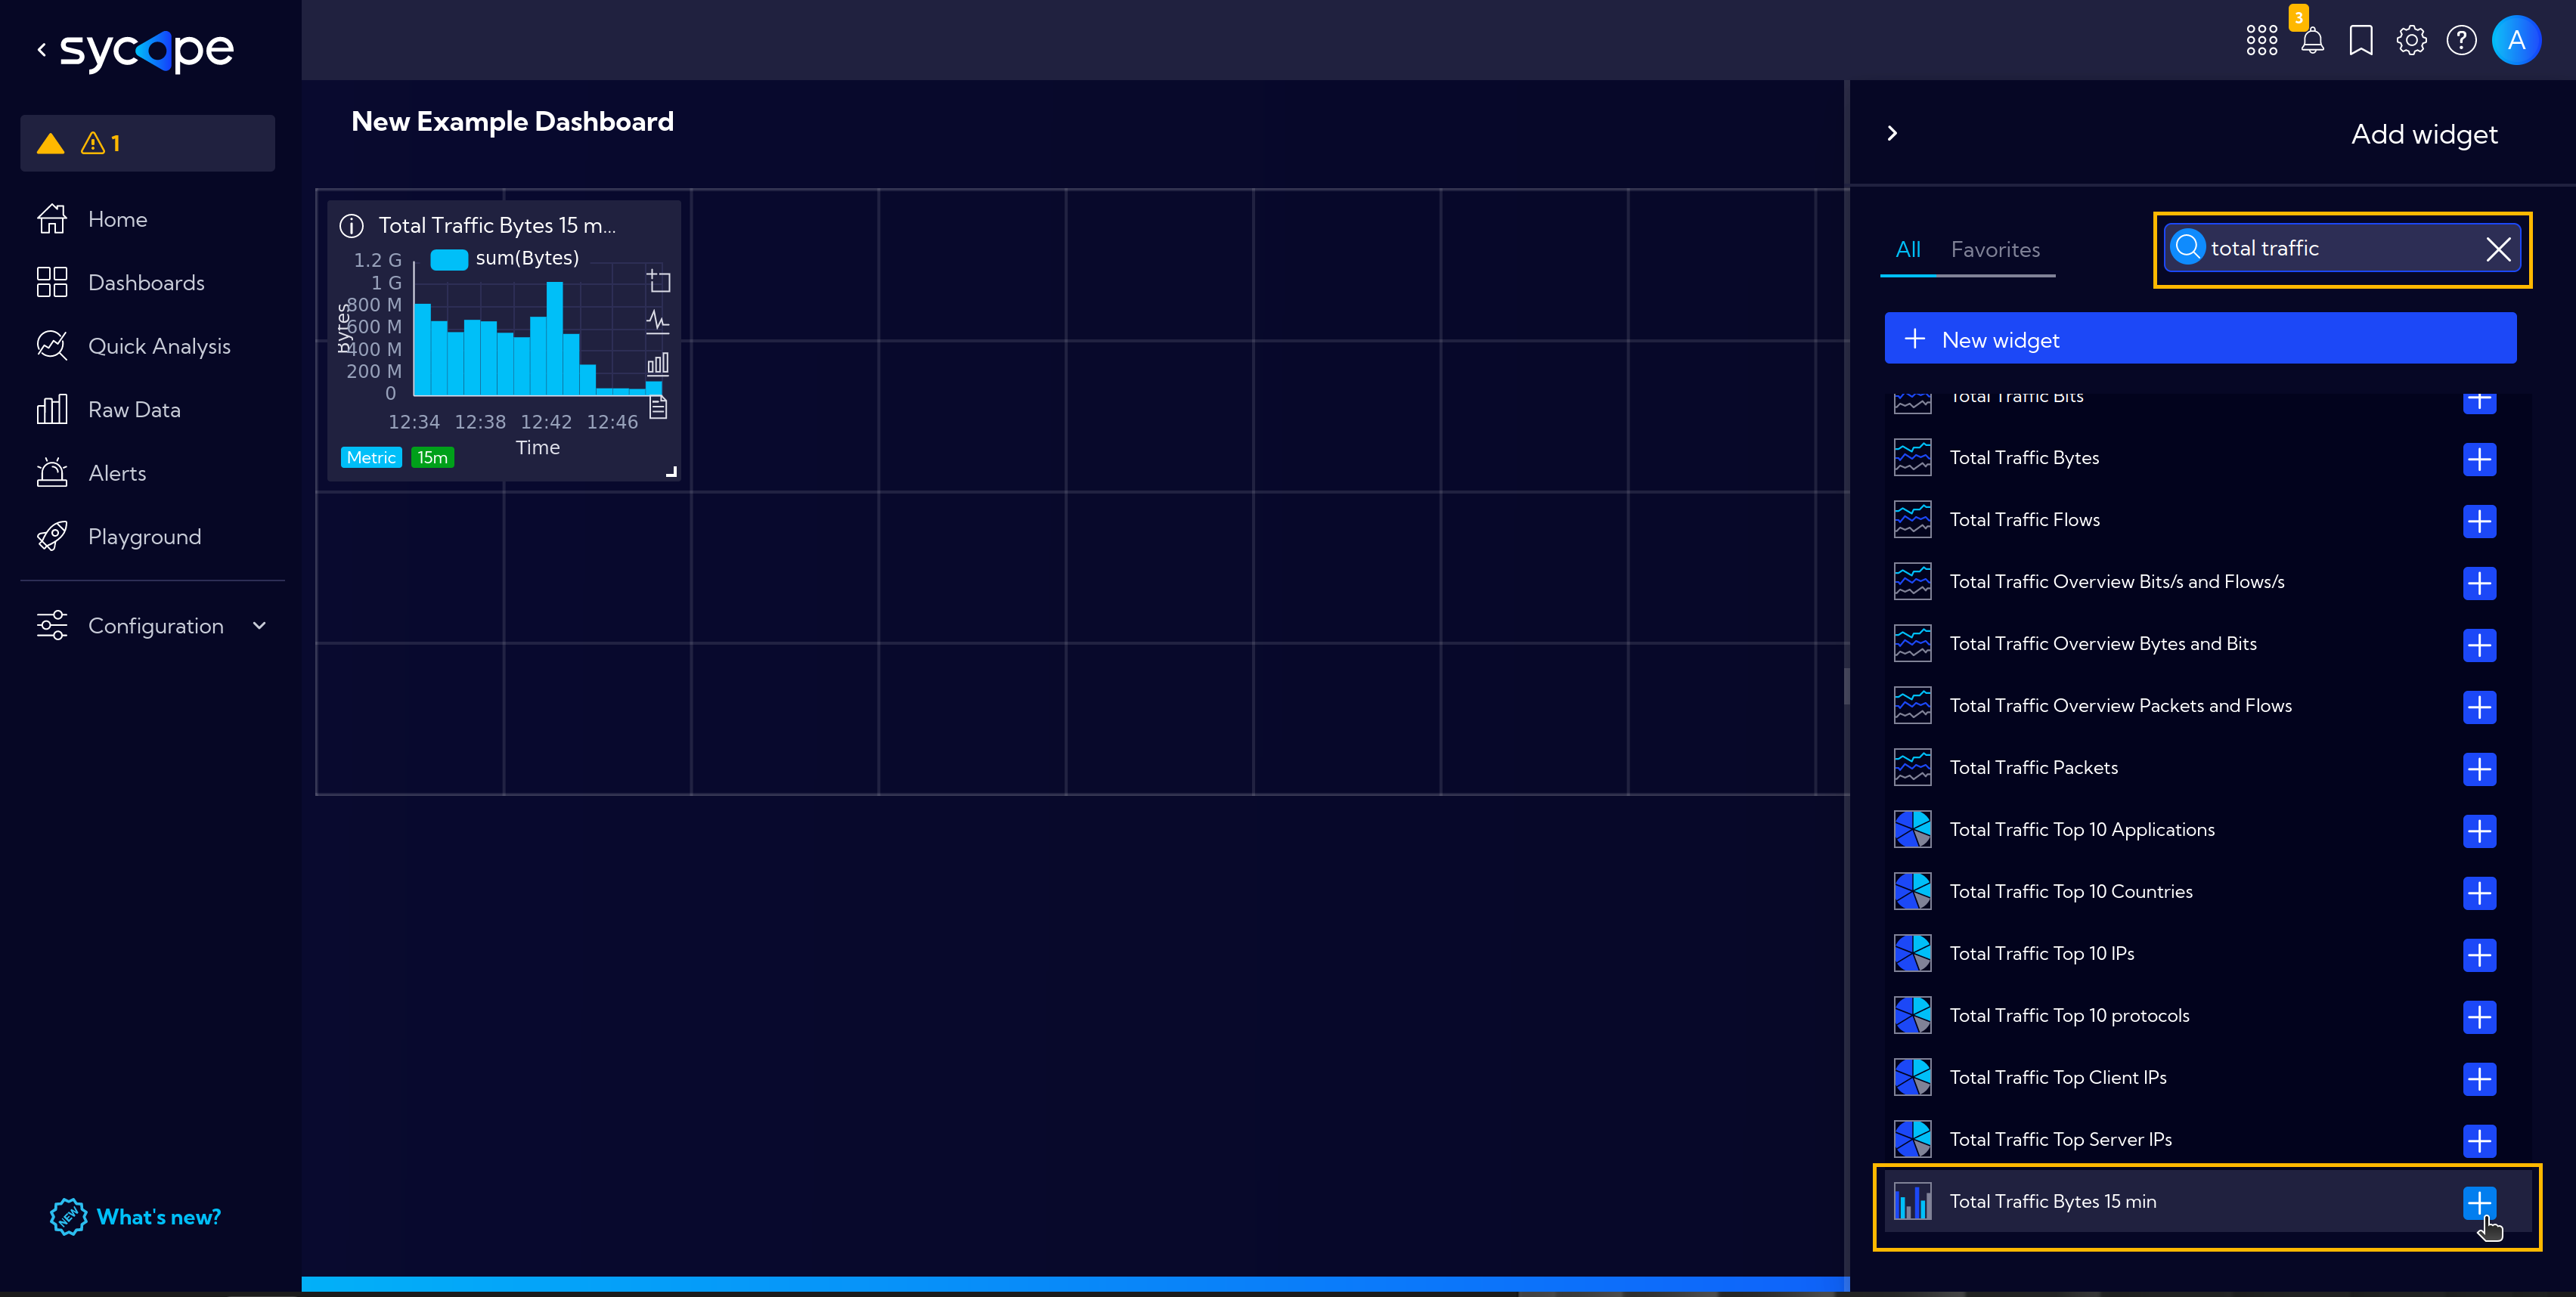 sycope
1
Home
Dashboards
Quick Analysis
Raw Data
Alerts
Playground
Configuration
NEW What's new?
3
A
New Example Dashboard
Total Traffic Bytes 15 m...
sum(Bytes)
1.2 G
1 G
800 M
600 M
400 M
200 M
0
Bytes
12:34 12:38 12:42 12:46
Time
Metric 15m
Add widget
All Favorites
total traffic
New widget
Total Traffic Bits
Total Traffic Bytes
Total Traffic Flows
Total Traffic Overview Bits/s and Flows/s
Total Traffic Overview Bytes and Bits
Total Traffic Overview Packets and Flows
Total Traffic Packets
Total Traffic Top 10 Applications
Total Traffic Top 10 Countries
Total Traffic Top 10 IPs
Total Traffic Top 10 protocols
Total Traffic Top Client IPs
Total Traffic Top Server IPs
Total Traffic Bytes 15 min